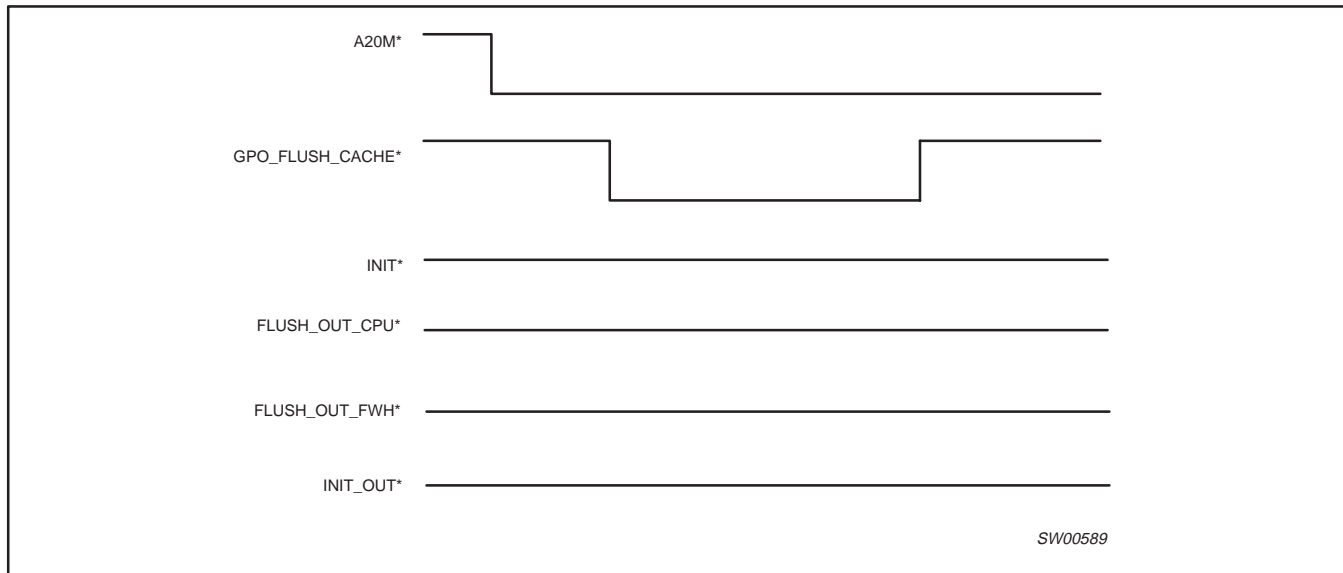 A20M*
GPO_FLUSH_CACHE*
INIT*
FLUSH_OUT_CPU*
FLUSH_OUT_FWH*
INIT_OUT*
SW00589